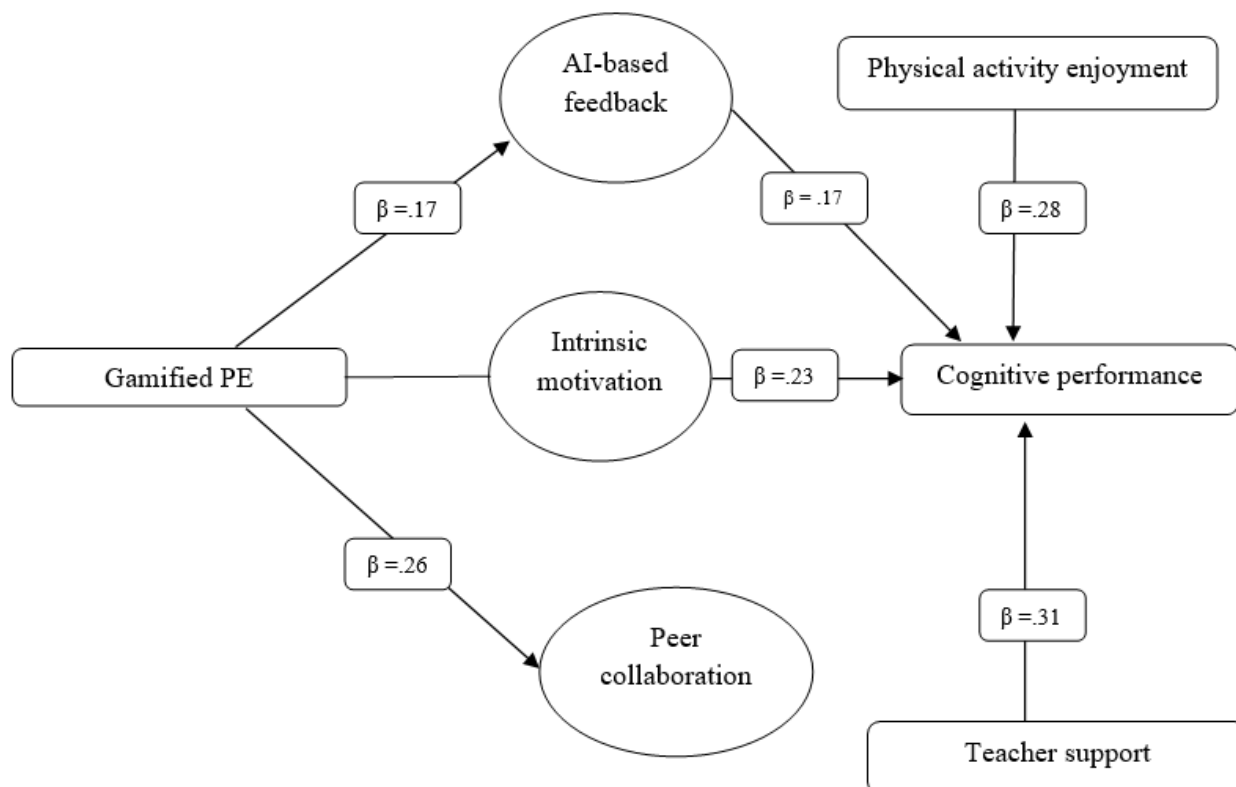 AI-based
feedback
Physical activity enjoyment
β =.17
β = .17
β =.28
Intrinsic
motivation
Gamified PE
β =.23
Cognitive performance
β =.26
Peer
collaboration
β =.31
Teacher support